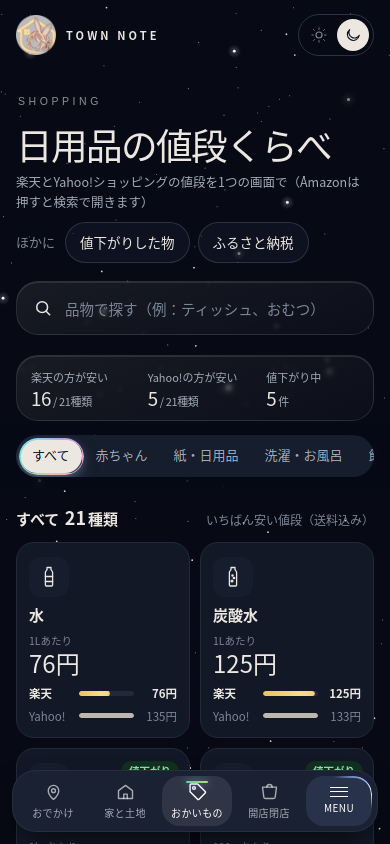 TOWN NOTE
SHOPPING
日用品の値段くらべ
楽天とYahoo!ショッピングの値段を1つの画面で（Amazonは
押すと検索で開きます）
ほかに 値下がりした物 ふるさと納税
品物で探す（例：ティッシュ、おむつ）
楽天の方が安い Yahoo!の方が安い 値下がり中
16 / 21種類 5 / 21種類 5 件
すべて 赤ちゃん 紙・日用品 洗濯・お風呂
すべて 21種類 いちばん安い値段（送料込み）
水 炭酸水
1Lあたり 1Lあたり
76円 125円
楽天 76円 楽天 125円
Yahoo! 135円 Yahoo! 133円
値下がり 値下がり
おでかけ 家と土地 おかいもの 開店閉店 MENU